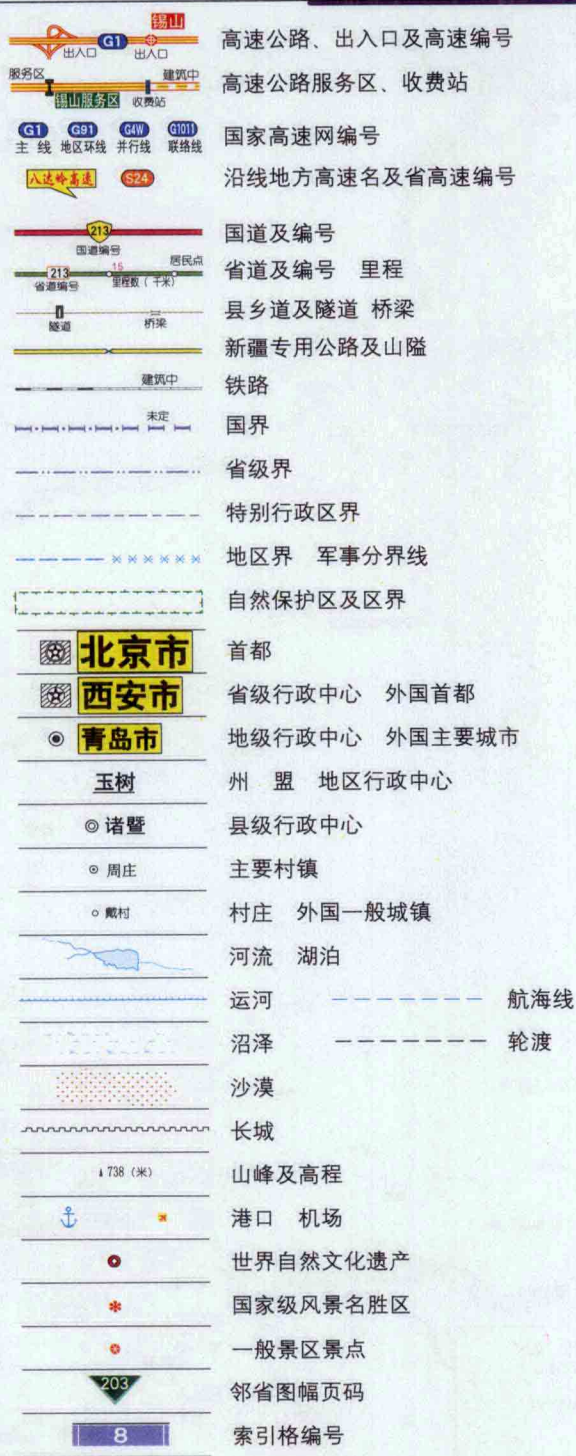 锡山
G1
出入口 出入口
高速公路、出入口及高速编号
服务区 建筑中
锡山服务区 收费站
高速公路服务区、收费站
G1 G91 G4W G1011
主 线 地区环线 并行线 联络线
国家高速网编号
八达岭高速 S24
沿线地方高速名及省高速编号
213
国道编号
国道及编号
213 15 居民点
省道编号 里程数(千米)
省道及编号 里程
隧道 桥梁
县乡道及隧道 桥梁
新疆专用公路及山隘
建筑中
铁路
未定
国界
省级界
特别行政区界
地区界 军事分界线
自然保护区及区界
北京市 首都
西安市 省级行政中心 外国首都
青岛市 地级行政中心 外国主要城市
玉树 州 盟 地区行政中心
诸暨 县级行政中心
周庄 主要村镇
戴村 村庄 外国一般城镇
河流 湖泊
运河 航海线
沼泽 轮渡
沙漠
长城
738(米) 山峰及高程
港口 机场
世界自然文化遗产
国家级风景名胜区
一般景区景点
203 邻省图幅页码
8 索引格编号